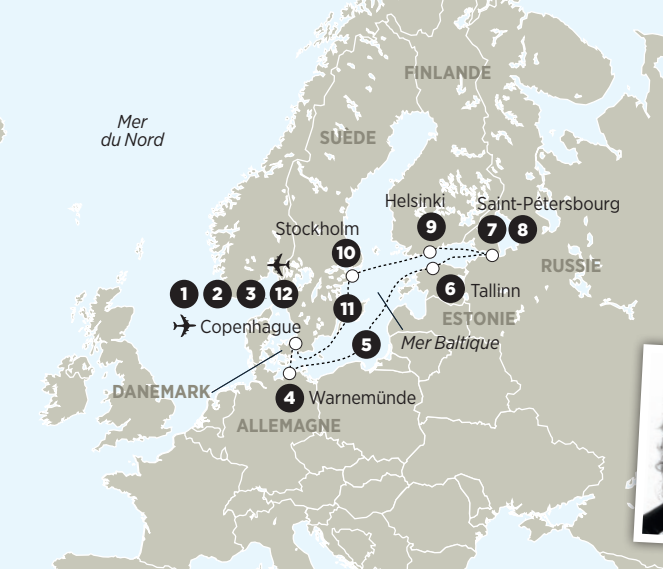 FINLANDE
Mer
du Nord
SUÈDE
Helsinki
Saint-Pétersbourg
9
7 8
Stockholm
10
RUSSIE
1 2 3 12
6 Tallinn
11
ESTONIE
Copenhague
5
Mer Baltique
DANEMARK
4 Warnemünde
ALLEMAGNE